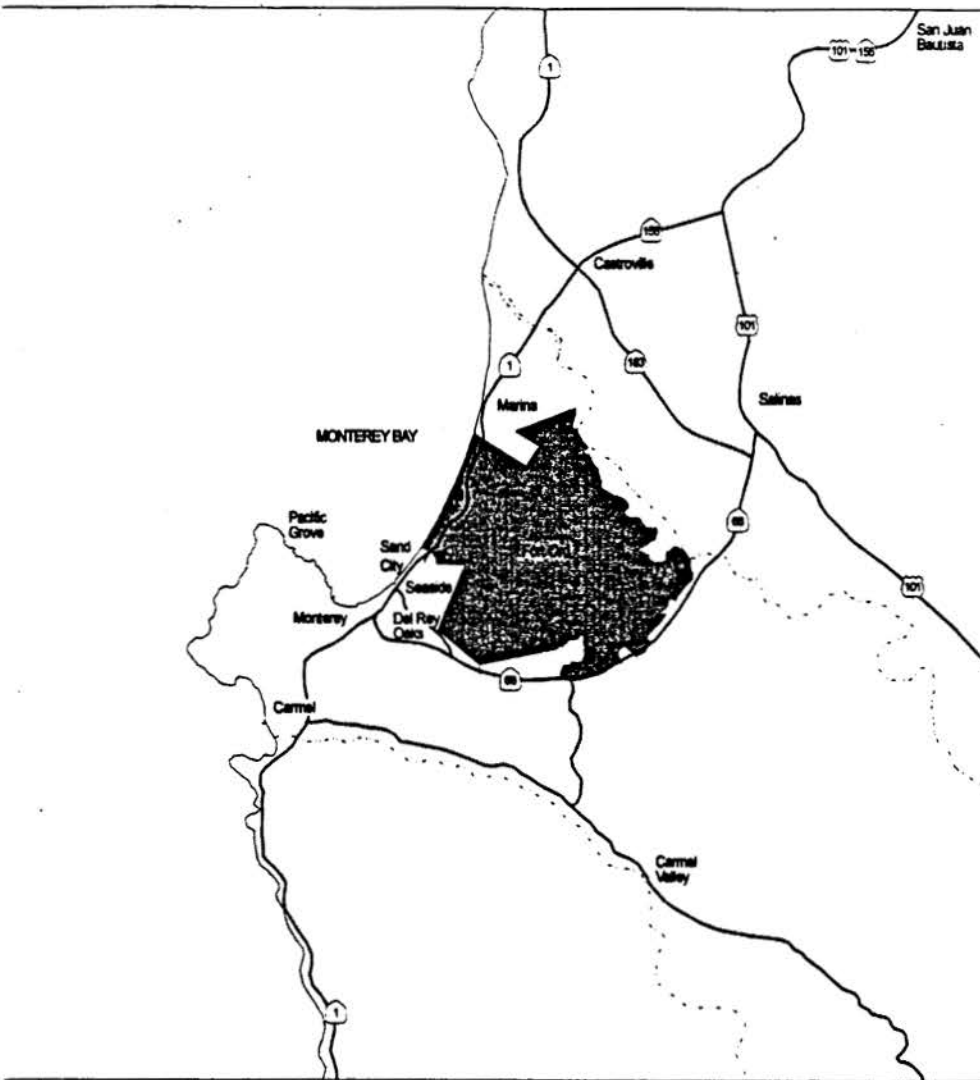 San Juan
Bautista
101 - 156
1
156
Castroville
101
1
183
Marina
Salinas
MONTEREY BAY
Pacific
Grove
68
Sand
City
Fort Ord
Seaside
101
Monterey
Del Rey
Oaks
68
Carmel
Carmel
Valley
1